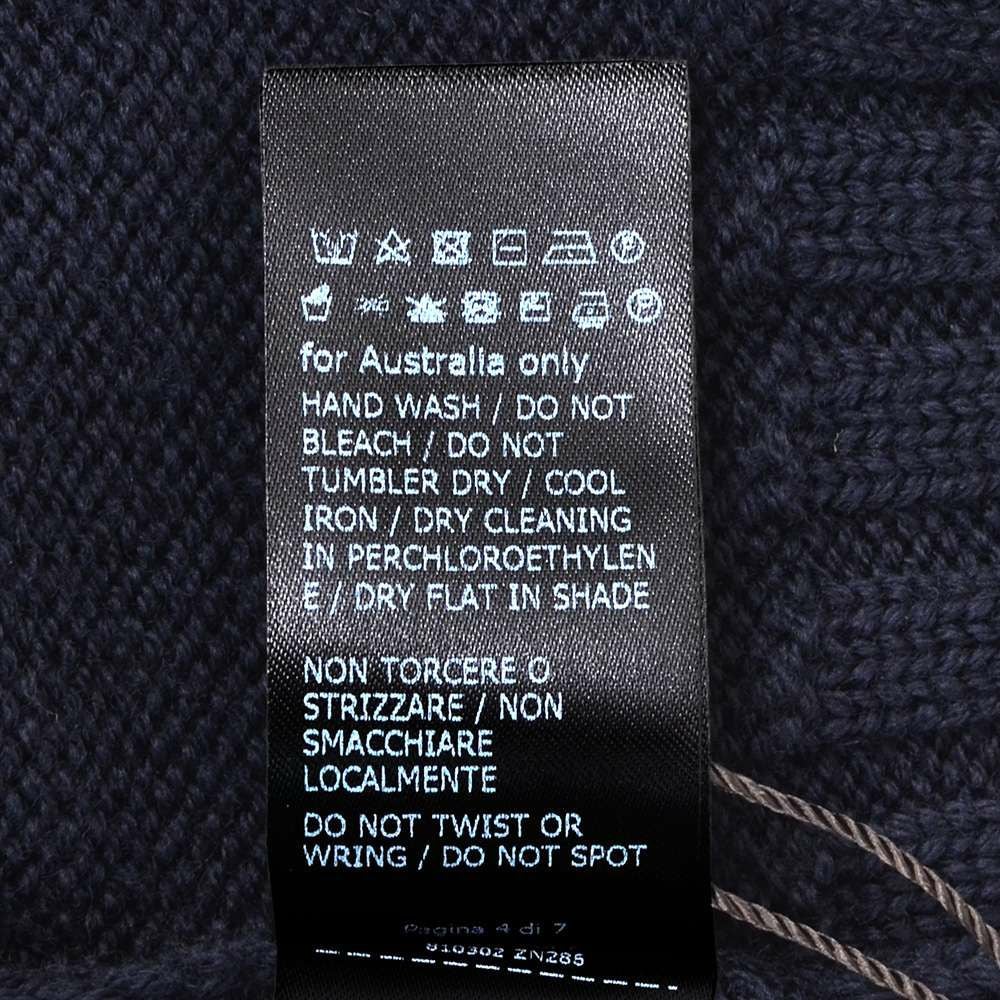 for Australia only
HAND WASH / DO NOT
BLEACH / DO NOT
TUMBLER DRY / COOL
IRON / DRY CLEANING
IN PERCHLOROETHYLEN
E / DRY FLAT IN SHADE
NON TORCERE O
STRIZZARE / NON
SMACCHIARE
LOCALMENTE
DO NOT TWIST OR
WRING / DO NOT SPOT
Pagina 4 di 7
810302 ZN285